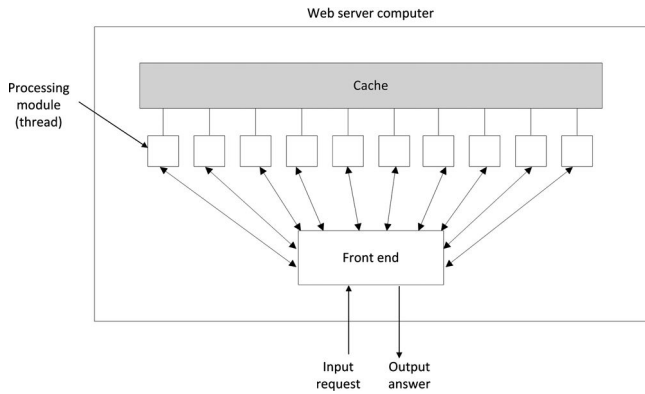 Web server computer
Cache
Processing
module
(thread)
Front end
Input
request
Output
answer